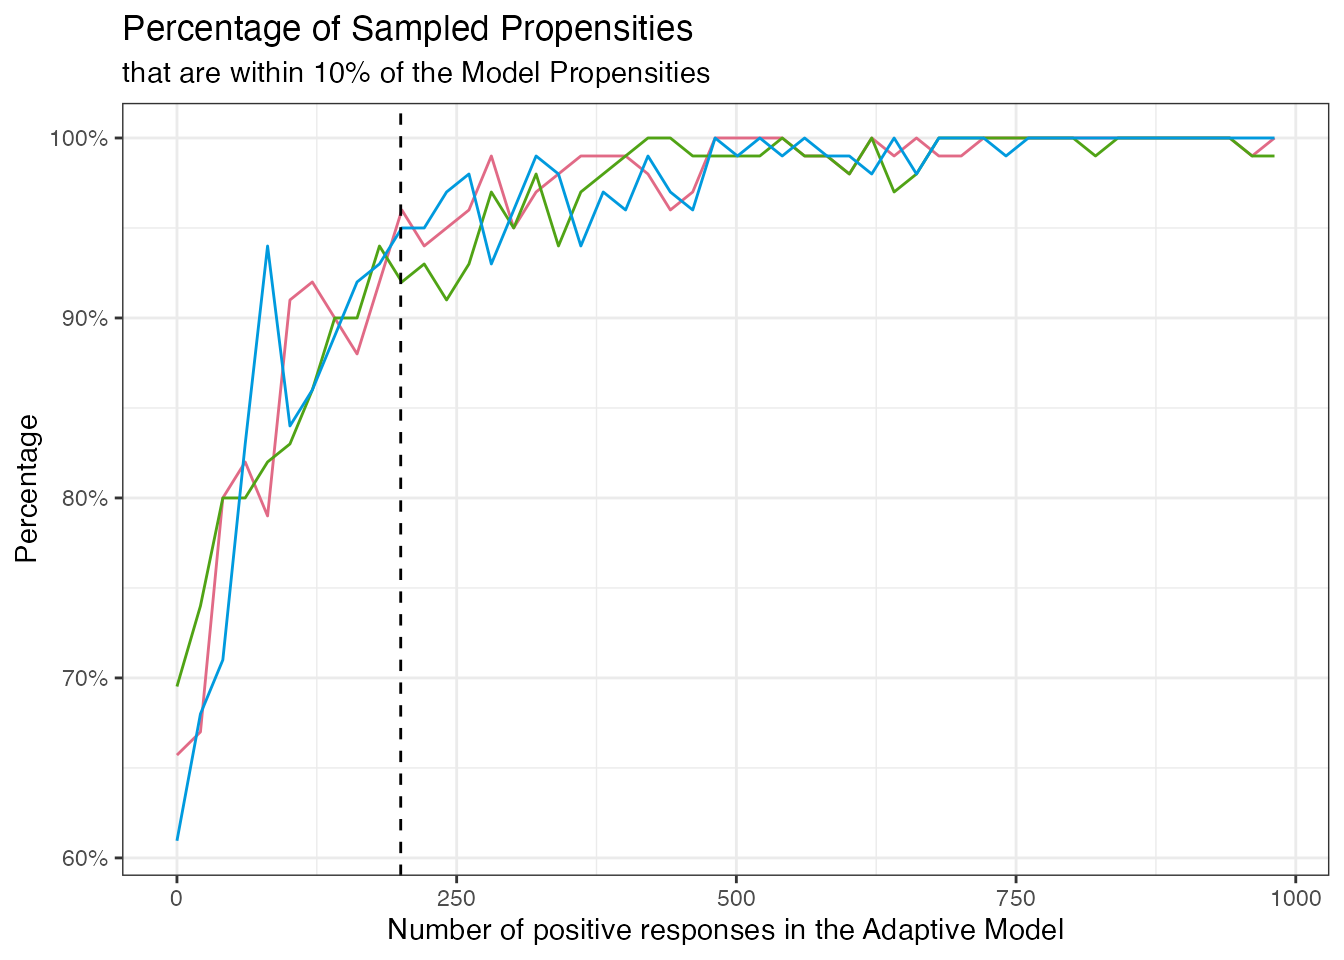 Percentage of Sampled Propensities
that are within 10% of the Model Propensities
100%
90%
80%
70%
60%
Percentage
0 250 500 750 1000
Number of positive responses in the Adaptive Model